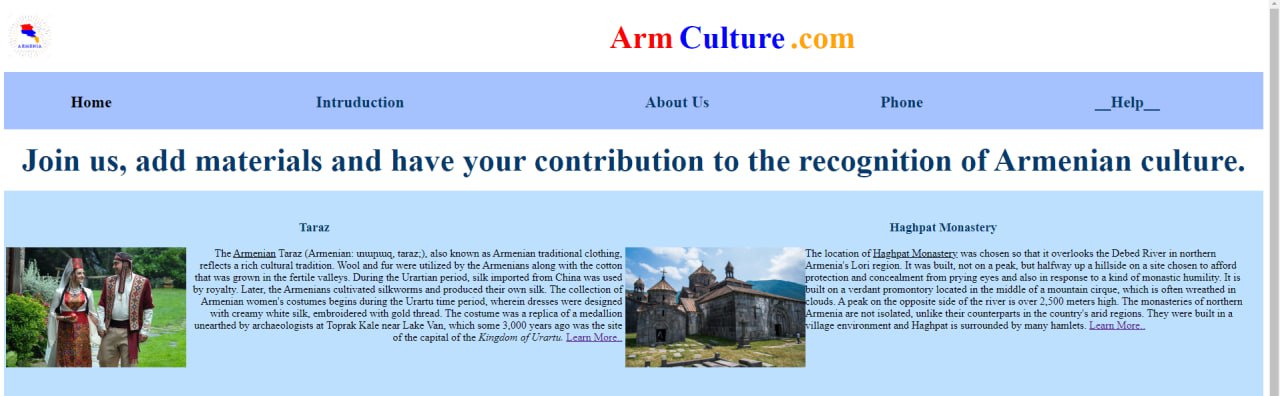 ARMENIA
Arm Culture .com
Home Intruduction About Us Phone __Help__
Join us, add materials and have your contribution to the recognition of Armenian culture.
Taraz
The Armenian Taraz (Armenian: տարազ, taraz;), also known as Armenian traditional clothing,
reflects a rich cultural tradition. Wool and fur were utilized by the Armenians along with the cotton
that was grown in the fertile valleys. During the Urartian period, silk imported from China was used
by royalty. Later, the Armenians cultivated silkworms and produced their own silk. The collection of
Armenian women's costumes begins during the Urartu time period, wherein dresses were designed
with creamy white silk, embroidered with gold thread. The costume was a replica of a medallion
unearthed by archaeologists at Toprak Kale near Lake Van, which some 3,000 years ago was the site
of the capital of the Kingdom of Urartu. Learn More..
Haghpat Monastery
The location of Haghpat Monastery was chosen so that it overlooks the Debed River in northern
Armenia's Lori region. It was built, not on a peak, but halfway up a hillside on a site chosen to afford
protection and concealment from prying eyes and also in response to a kind of monastic humility. It is
built on a verdant promontory located in the middle of a mountain cirque, which is often wreathed in
clouds. A peak on the opposite side of the river is over 2,500 meters high. The monasteries of northern
Armenia are not isolated, unlike their counterparts in the country's arid regions. They were built in a
village environment and Haghpat is surrounded by many hamlets. Learn More..